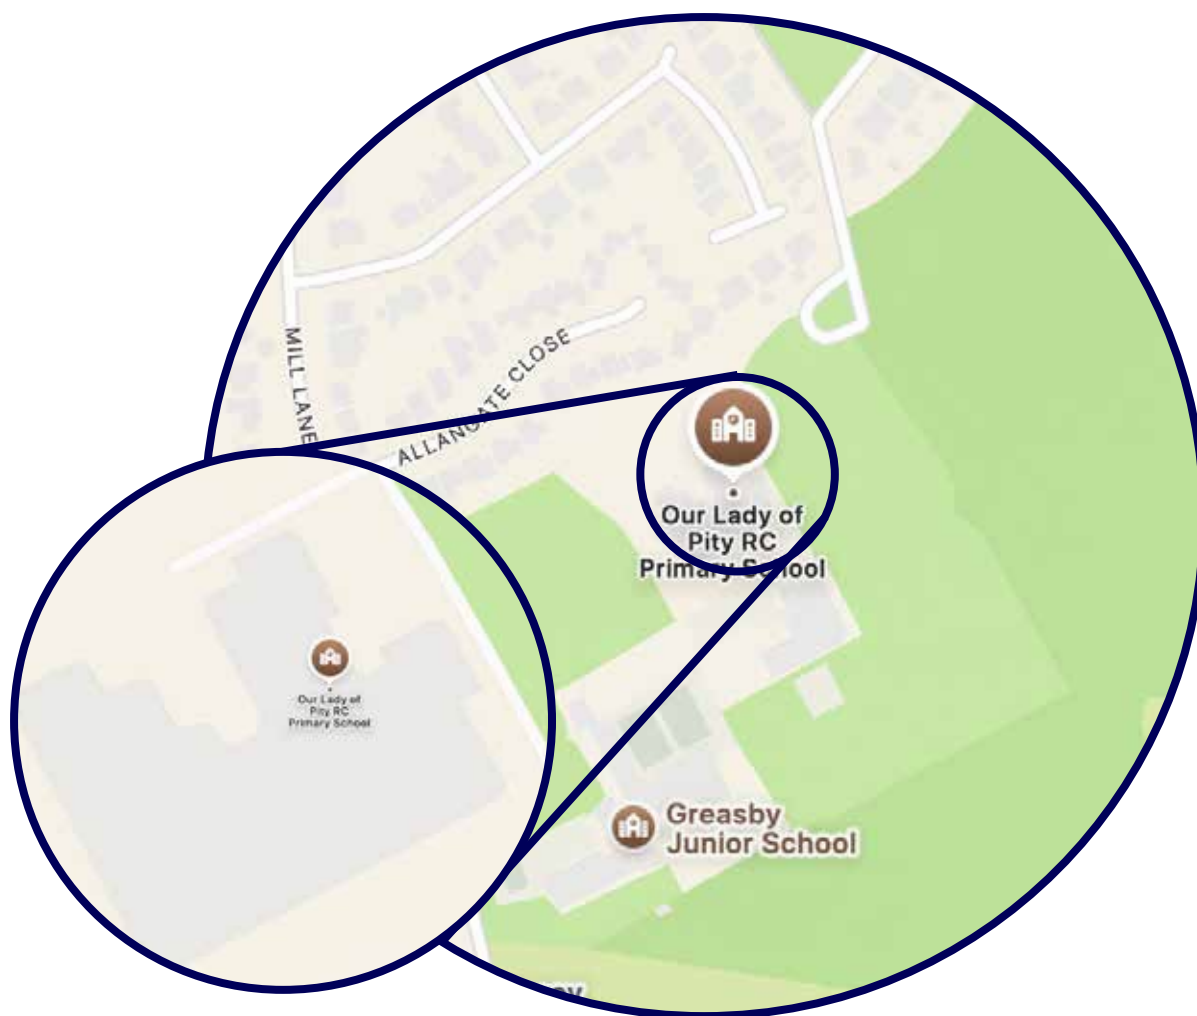 MILL LANE
ALLANGATE CLOSE
Our Lady of
Pity RC
Primary School
Our Lady of
Pity RC
Primary School
Greasby
Junior School